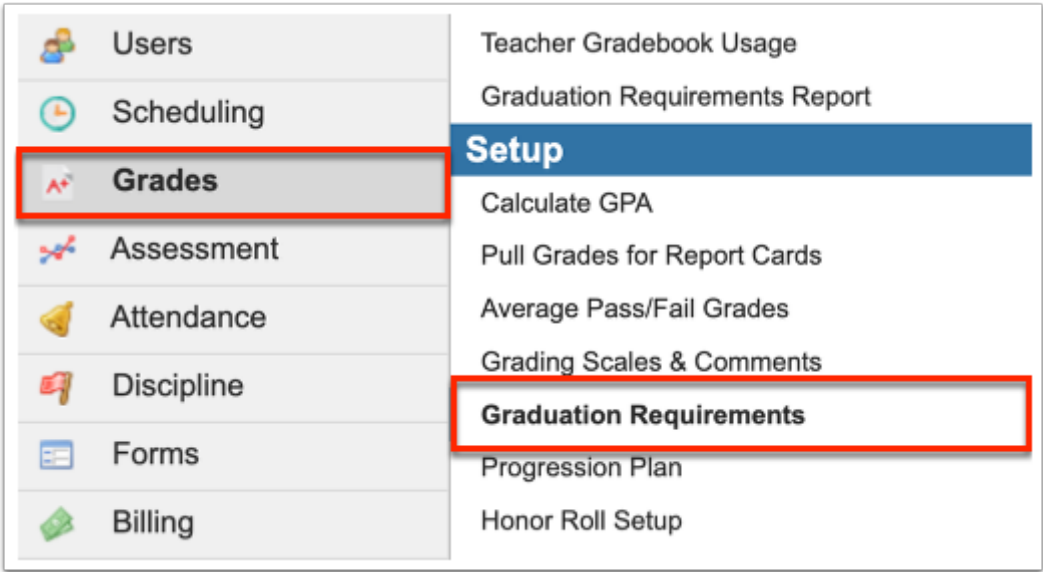 Users
Scheduling
A+
Grades
Assessment
Attendance
Discipline
Forms
Billing
Teacher Gradebook Usage
Graduation Requirements Report
Setup
Calculate GPA
Pull Grades for Report Cards
Average Pass/Fail Grades
Grading Scales & Comments
Graduation Requirements
Progression Plan
Honor Roll Setup